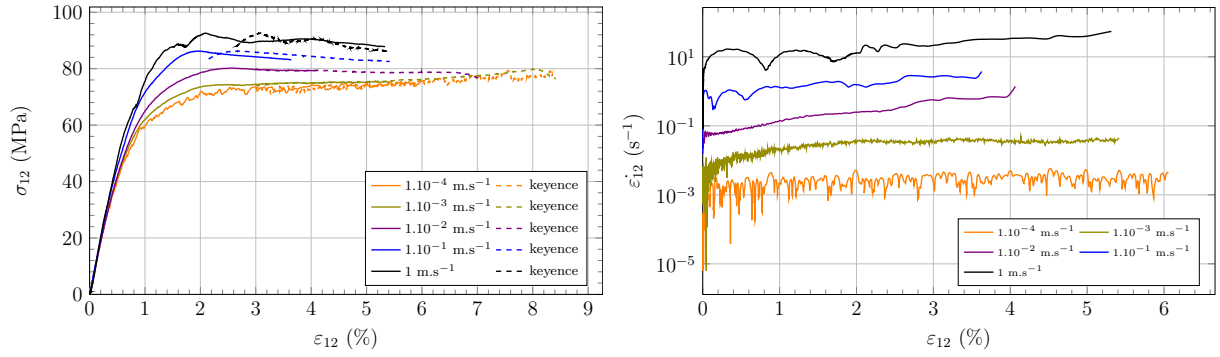 100
80
60
40
20
0
σ₁₂ σ (MPa)
0 1 2 3 4 5 6 7 8 9
ε₁₂ (%)
1.10⁻⁴ m.s⁻¹ keyence
1.10⁻³ m.s⁻¹ keyence
1.10⁻² m.s⁻¹ keyence
1.10⁻¹ m.s⁻¹ keyence
1 m.s⁻¹ keyence
10¹
10⁻¹
10⁻³
10⁻⁵
ε̇₁₂ (s⁻¹)
0 1 2 3 4 5 6
ε₁₂ (%)
1.10⁻⁴ m.s⁻¹ 1.10⁻³ m.s⁻¹
1.10⁻² m.s⁻¹ 1.10⁻¹ m.s⁻¹
1 m.s⁻¹